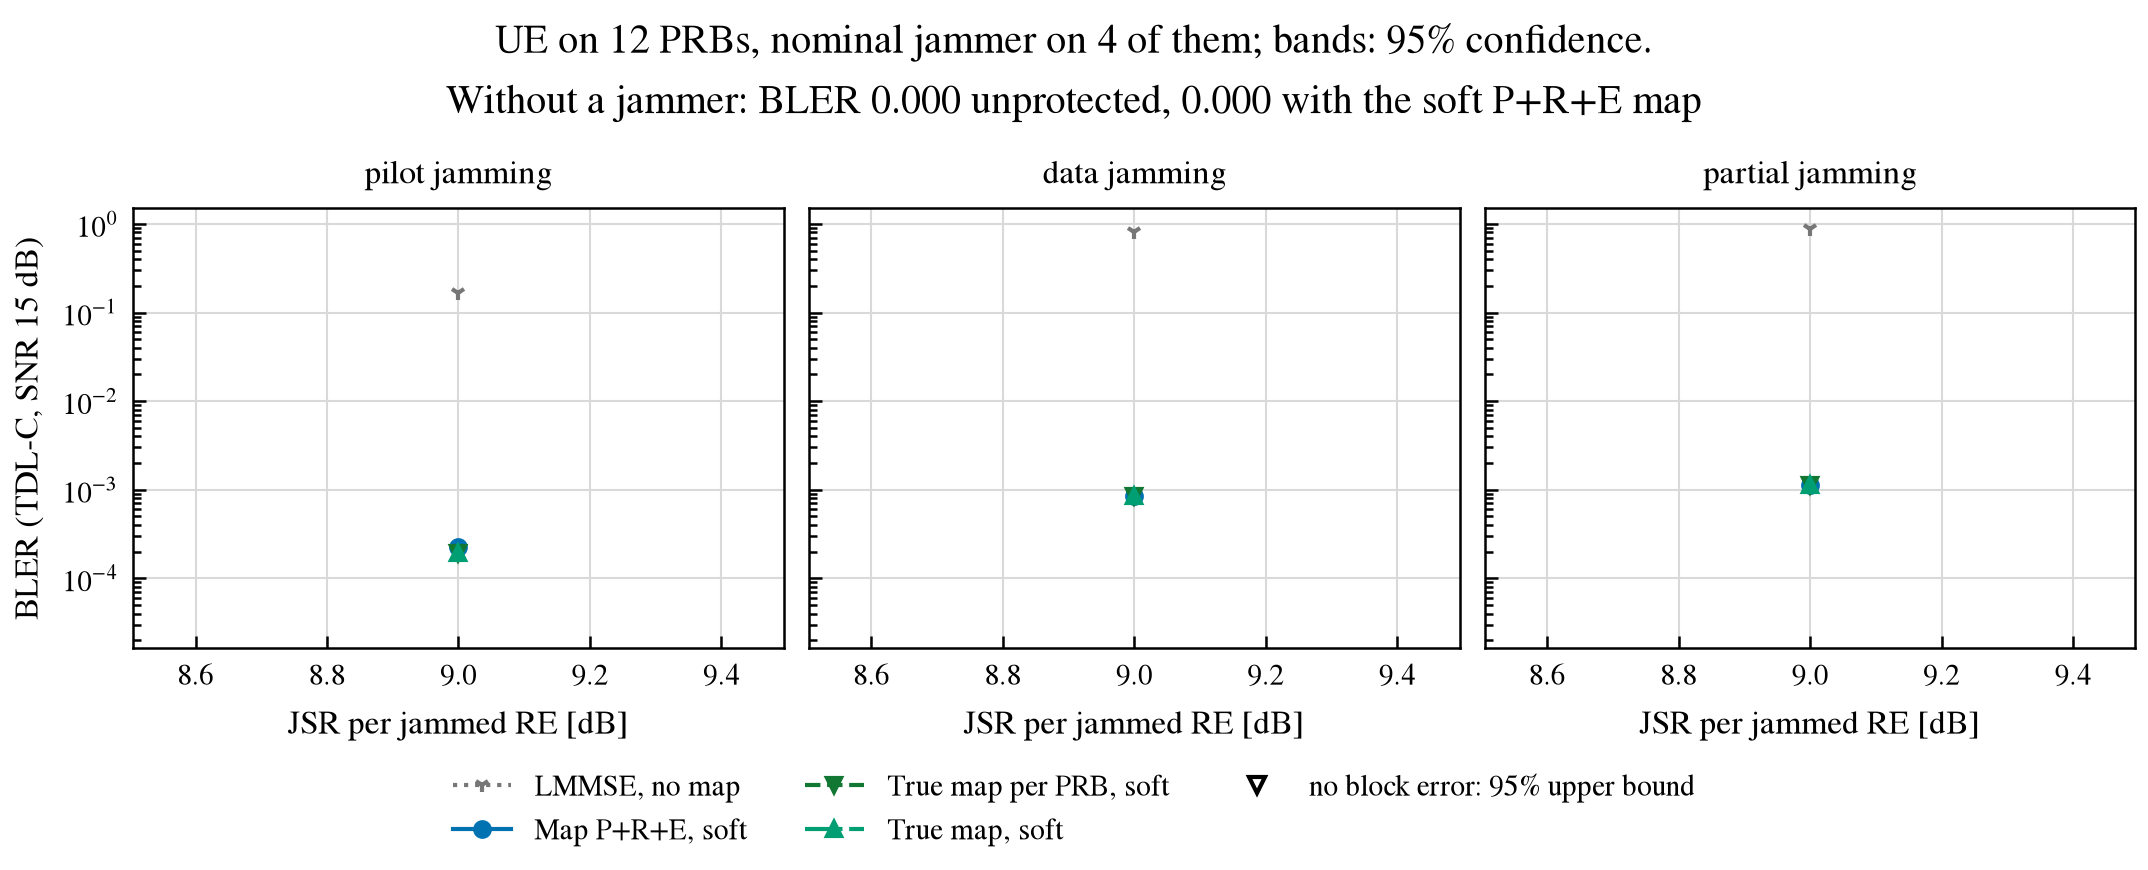 UE on 12 PRBs, nominal jammer on 4 of them; bands: 95% confidence.
Without a jammer: BLER 0.000 unprotected, 0.000 with the soft P+R+E map
pilot jamming
data jamming
partial jamming
BLER (TDL-C, SNR 15 dB)
10⁰
10⁻¹
10⁻²
10⁻³
10⁻⁴
8.6 8.8 9.0 9.2 9.4
8.6 8.8 9.0 9.2 9.4
8.6 8.8 9.0 9.2 9.4
JSR per jammed RE [dB]
JSR per jammed RE [dB]
JSR per jammed RE [dB]
LMMSE, no map
Map P+R+E, soft
True map per PRB, soft
True map, soft
no block error: 95% upper bound